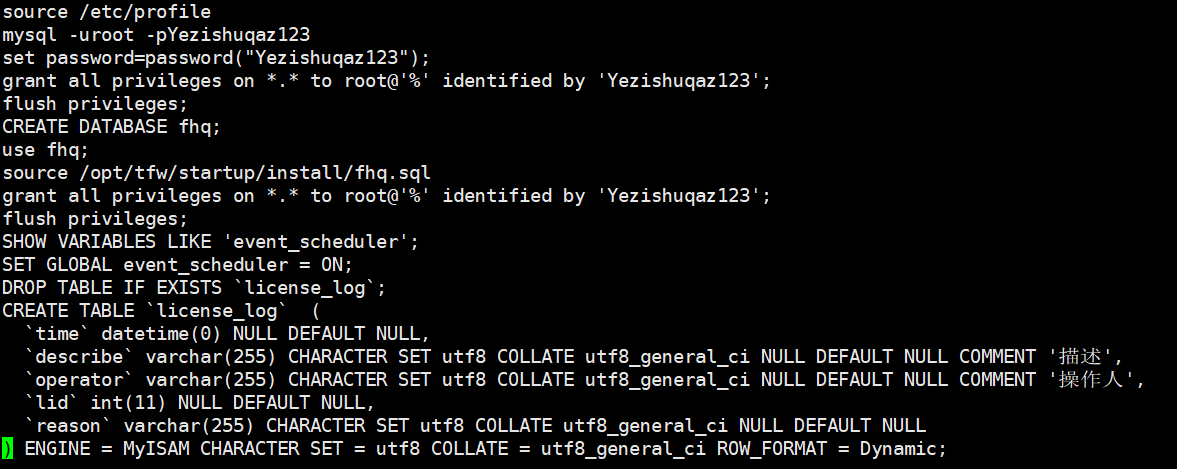 source /etc/profile
mysql -uroot -pYezishuqaz123
set password=password("Yezishuqaz123");
grant all privileges on *.* to root@'%' identified by 'Yezishuqaz123';
flush privileges;
CREATE DATABASE fhq;
use fhq;
source /opt/tfw/startup/install/fhq.sql
grant all privileges on *.* to root@'%' identified by 'Yezishuqaz123';
flush privileges;
SHOW VARIABLES LIKE 'event_scheduler';
SET GLOBAL event_scheduler = ON;
DROP TABLE IF EXISTS `license_log`;
CREATE TABLE `license_log`  (
  `time` datetime(0) NULL DEFAULT NULL,
  `describe` varchar(255) CHARACTER SET utf8 COLLATE utf8_general_ci NULL DEFAULT NULL COMMENT '描述',
  `operator` varchar(255) CHARACTER SET utf8 COLLATE utf8_general_ci NULL DEFAULT NULL COMMENT '操作人',
  `lid` int(11) NULL DEFAULT NULL,
  `reason` varchar(255) CHARACTER SET utf8 COLLATE utf8_general_ci NULL DEFAULT NULL
) ENGINE = MyISAM CHARACTER SET = utf8 COLLATE = utf8_general_ci ROW_FORMAT = Dynamic;